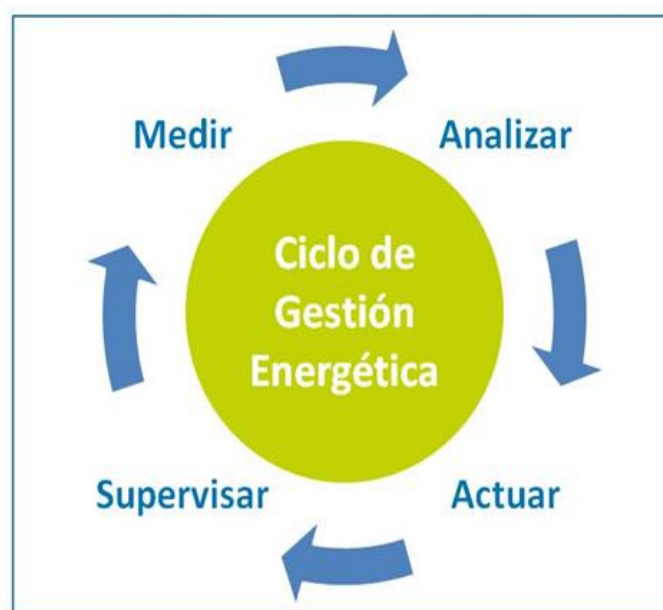 Medir
Analizar
Ciclo de
Gestión
Energética
Supervisar
Actuar